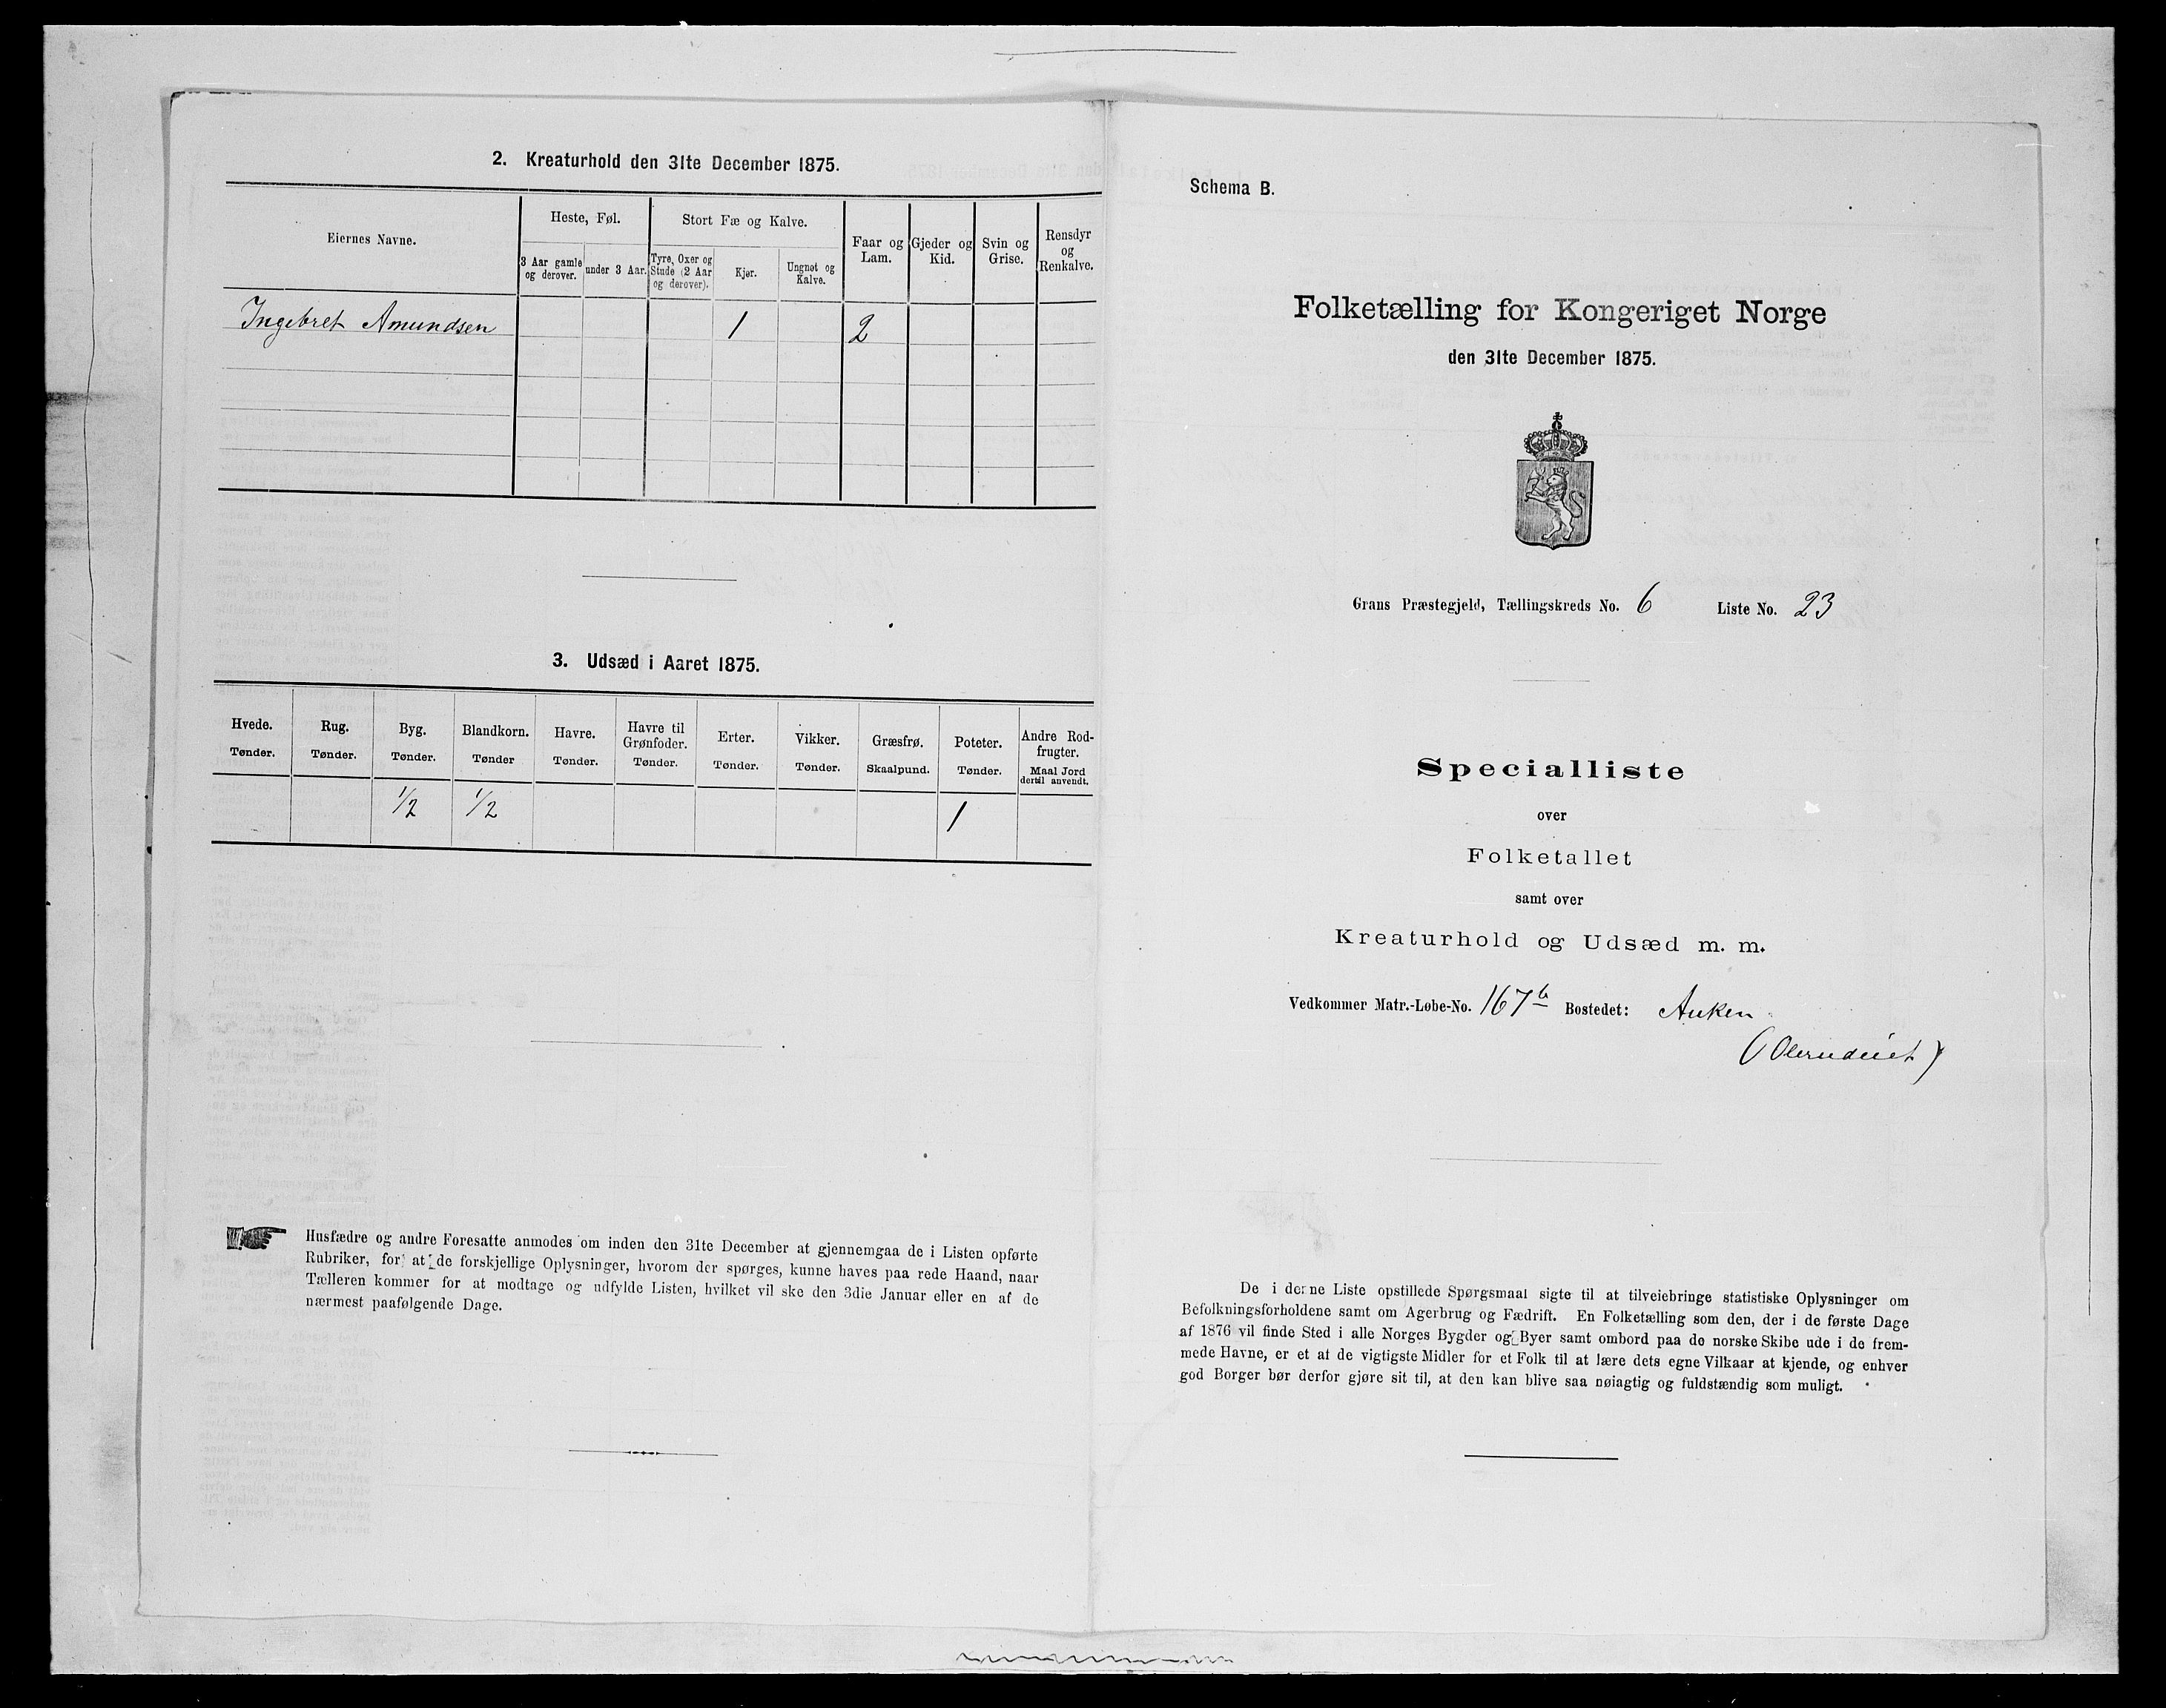 2. Kreaturhold den 31te December 1875.
Eiernes Navne.
Heste, Føl.
Stort Fæ og Kalve.
Faar og Lam.
Gjeder og Kid.
Svin og Grise.
Rensdyr og Renkalve.
3 Aar gamle og derover.
under 3 Aar.
Tyre, Oxer og Stude (2 Aar og derover).
Kjør.
Ungnøt og Kalve.
Ingebret Amundsen 1 2
3. Udsæd i Aaret 1875.
Hvede. Rug. Byg. Blandkorn. Havre. Havre til Grønfoder. Erter. Vikker. Græsfrø. Poteter. Andre Rodfrugter.
Tønder. Tønder. Tønder. Tønder Tønder. Tønder. Tønder. Tønder. Skaalpund. Tønder. Maal Jord dertil anvendt.
1/2 1/2 1
Husfædre og andre Foresatte anmodes om inden den 31te December at gjennemgaa de i Listen opførte
Rubriker, for at de forskjellige Oplysninger, hvorom der spørges, kunne haves paa rede Haand, naar
Tælleren kommer for at modtage og udfylde Listen, hvilket vil ske den 3die Januar eller en af de
nærmest paafølgende Dage.
Schema B.
Folketælling for Kongeriget Norge
den 31te December 1875.
Grans Præstegjeld, Tællingskreds No. 6 Liste No. 23
Specialliste
over
Folketallet
samt over
Kreaturhold og Udsæd m. m.
Vedkommer Matr.-Løbe-No. 167b Bostedet: Auken
De i denne Liste opstillede Spørgsmaal sigte til at tilveiebringe statistiske Oplysninger om
Befolkningsforholdene samt om Agerbrug og Fædrift. En Folketælling som den, der i de første Dage
af 1876 vil finde Sted i alle Norges Bygder og Byer samt ombord paa de norske Skibe ude i de frem-
mede Havne, er et af de vigtigste Midler for et Folk til at lære dets egne Vilkaar at kjende, og enhver
god Borger bør derfor gjøre sit til, at den kan blive saa nøiagtig og fuldstændig som muligt.